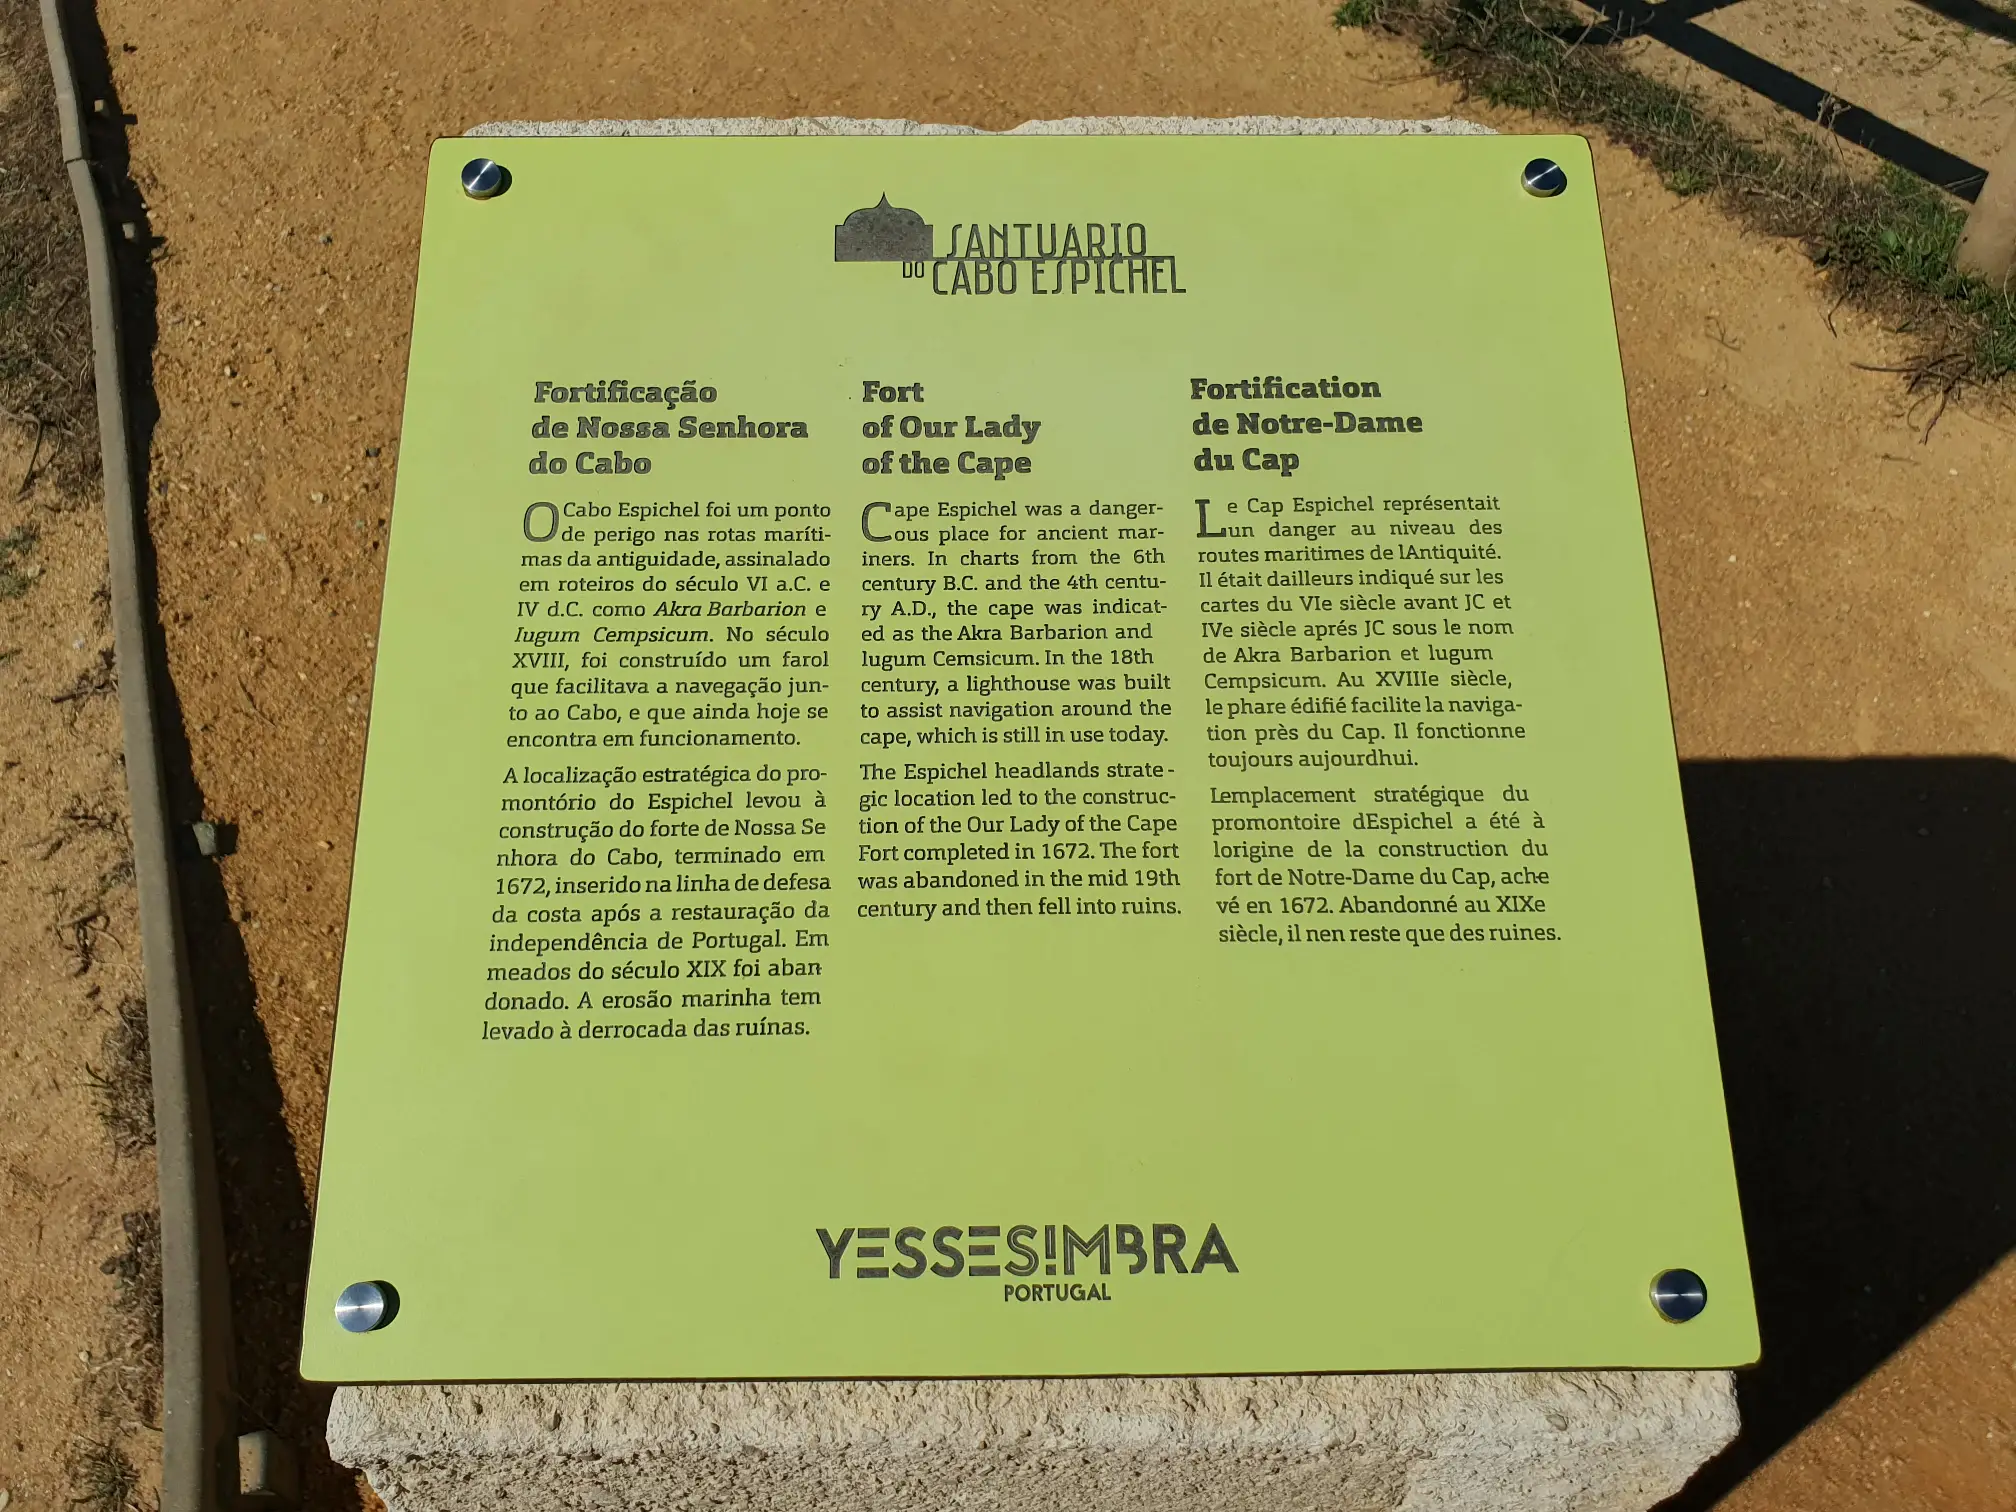 SANTUARIO
DO CABO ESPICHEL
Fortificação
de Nossa Senhora
do Cabo
O Cabo Espichel foi um ponto
de perigo nas rotas maríti-
mas da antiguidade, assinalado
em roteiros do século VI a.C. e
IV d.C. como Akra Barbarion e
Iugum Cempsicum. No século
XVIII, foi construído um farol
que facilitava a navegação jun-
to ao Cabo, e que ainda hoje se
encontra em funcionamento.
A localização estratégica do pro-
montório do Espichel levou à
construção do forte de Nossa Se
nhora do Cabo, terminado em
1672, inserido na linha de defesa
da costa após a restauração da
independência de Portugal. Em
meados do século XIX foi aban-
donado. A erosão marinha tem
levado à derrocada das ruínas.
Fort
of Our Lady
of the Cape
Cape Espichel was a danger-
ous place for ancient mar-
iners. In charts from the 6th
century B.C. and the 4th centu-
ry A.D., the cape was indicat-
ed as the Akra Barbarion and
lugum Cemsicum. In the 18th
century, a lighthouse was built
to assist navigation around the
cape, which is still in use today.
The Espichel headlands strate-
gic location led to the construc-
tion of the Our Lady of the Cape
Fort completed in 1672. The fort
was abandoned in the mid 19th
century and then fell into ruins.
Fortification
de Notre-Dame
du Cap
Le Cap Espichel représentait
un danger au niveau des
routes maritimes de lAntiquité.
Il était dailleurs indiqué sur les
cartes du VIe siècle avant JC et
IVe siècle aprés JC sous le nom
de Akra Barbarion et lugum
Cempsicum. Au XVIIIe siècle,
le phare édifié facilite la naviga-
tion près du Cap. Il fonctionne
toujours aujourdhui.
Lemplacement stratégique du
promontoire dEspichel a été à
lorigine de la construction du
fort de Notre-Dame du Cap, ache-
vé en 1672. Abandonné au XIXe
siècle, il nen reste que des ruines.
YESSES!MBRA
PORTUGAL